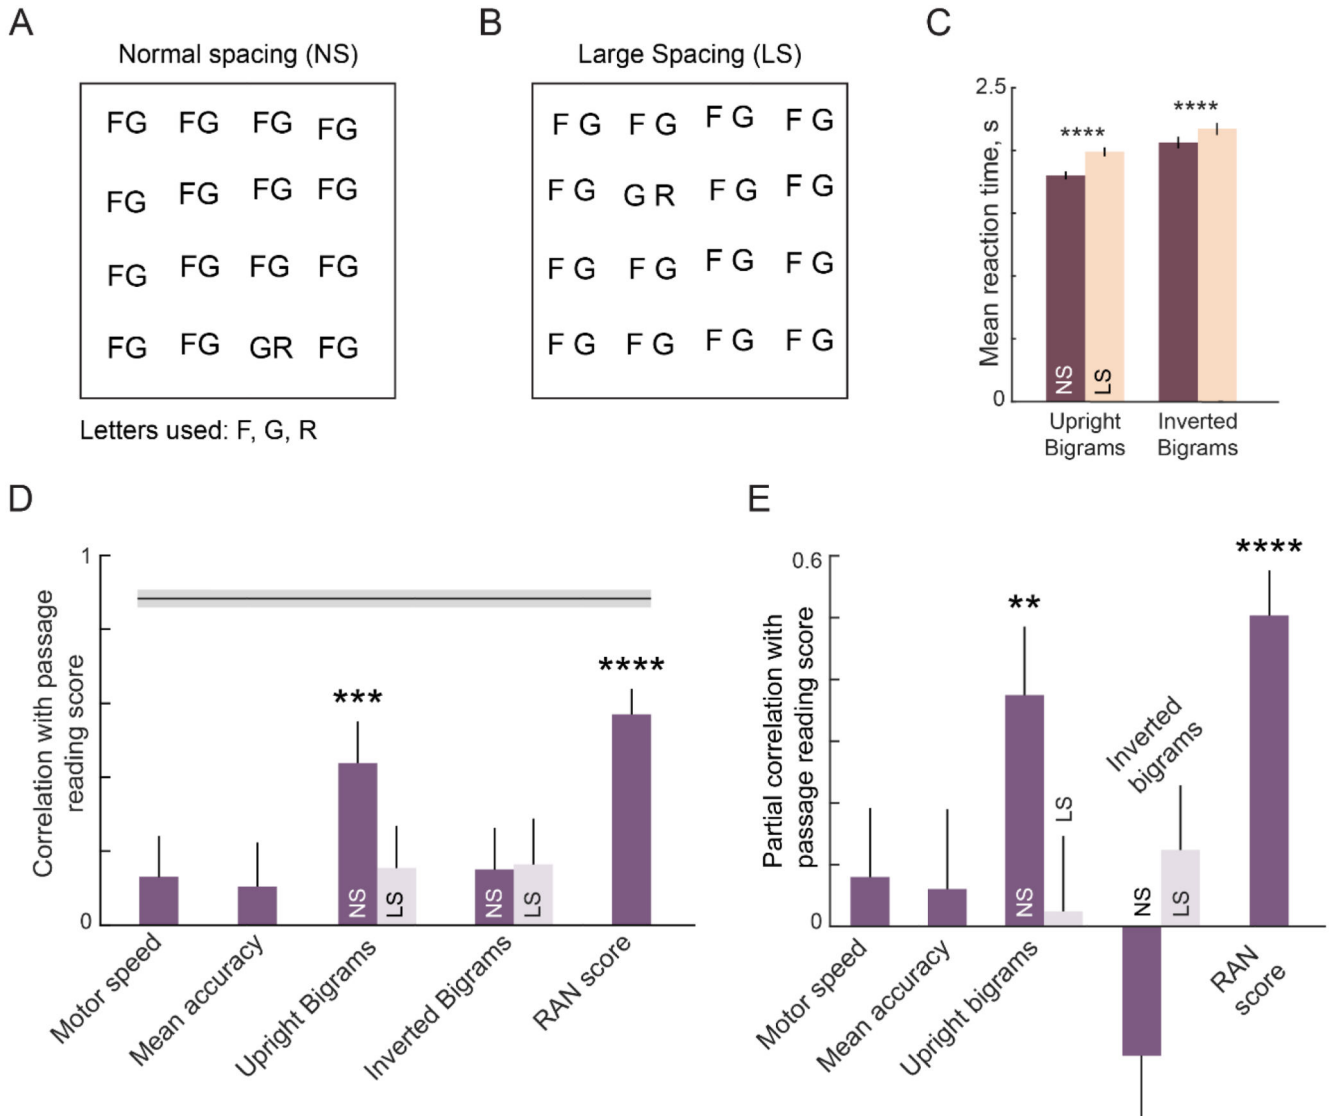 A
Normal spacing (NS)
FG FG FG FG
FG FG FG FG
FG FG FG FG
FG FG GR FG
Letters used: F, G, R
B
Large Spacing (LS)
F G F G F G F G
F G G R F G F G
F G F G F G F G
F G F G F G F G
C
Mean reaction time, s
2.5
0
****
****
NS
LS
Upright
Bigrams
Inverted
Bigrams
D
Correlation with passage
reading score
1
0
***
****
NS
LS
NS
LS
Motor speed
Mean accuracy
Upright Bigrams
Inverted Bigrams
RAN score
E
Partial correlation with
passage reading score
0.6
0
**
****
NS
LS
Inverted
bigrams
NS
LS
Motor speed
Mean accuracy
Upright bigrams
RAN
score